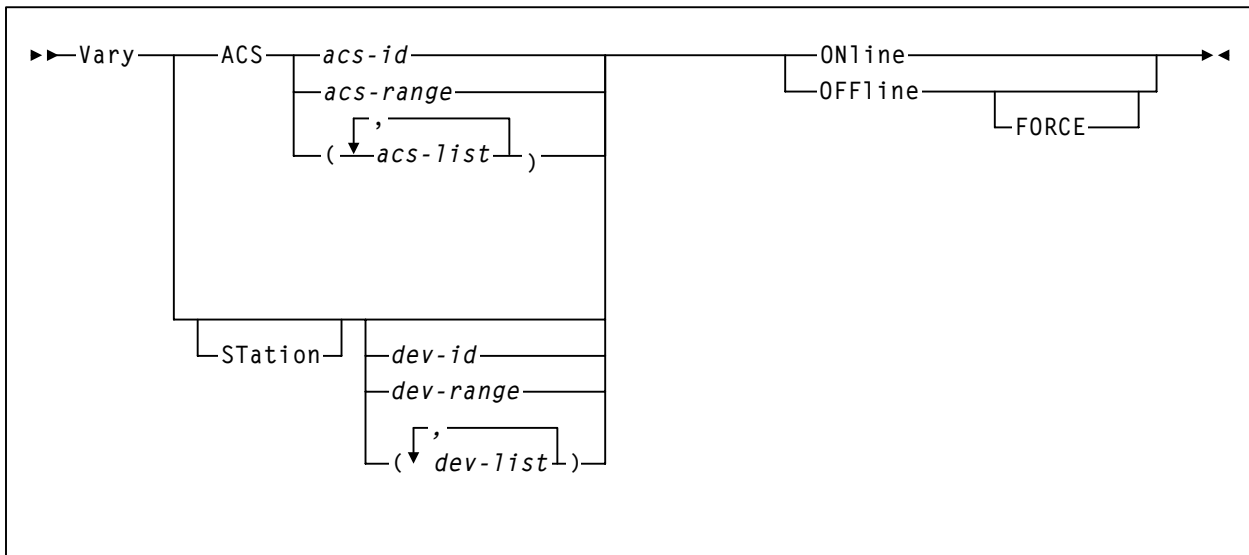 Vary ACS acs-id ONline
acs-range OFFline
, FORCE
( acs-list )
STation dev-id
dev-range
,
( dev-list )